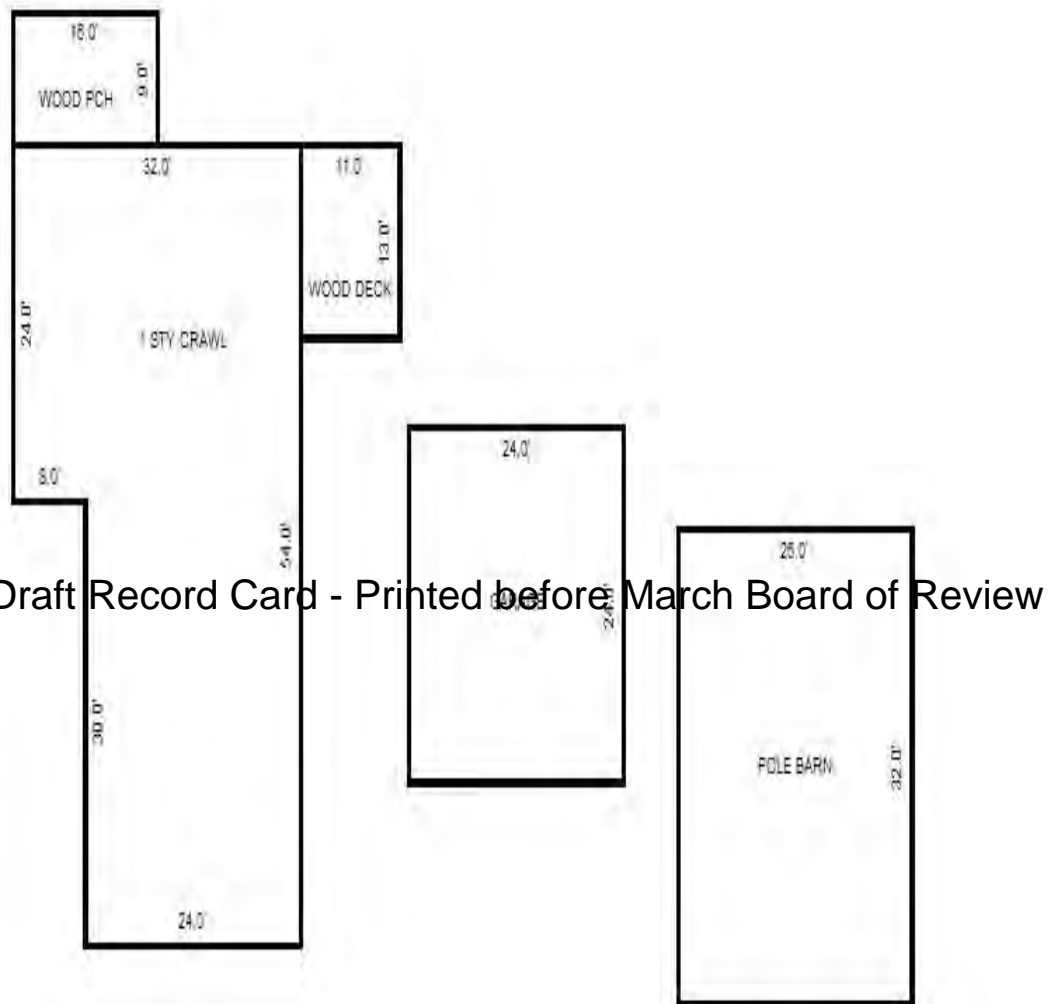 16.0'
9.0'
WOOD PCH
32.0'
11.0'
13.0'
WOOD DECK
24.0'
1 STY CRAWL
8.0'
54.0'
30.0'
24.0'
24.0'
24.0'
26.0'
32.0'
POLE BARN
Draft Record Card - Printed before March Board of Review